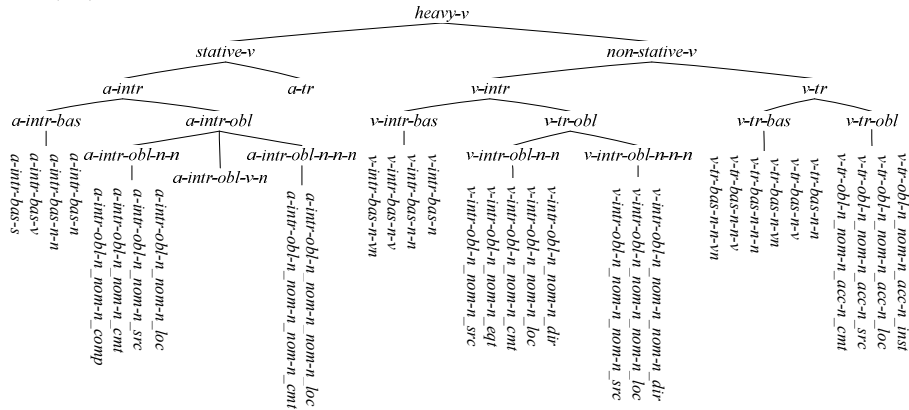 heavy-v
stative-v
non-stative-v
a-intr
a-tr
v-intr
v-tr
a-intr-bas
a-intr-obl
v-intr-bas
v-tr-obl
v-tr-bas
v-tr-obl
a-intr-obl-n-n
a-intr-obl-n-n-n
v-intr-obl-n-n
v-intr-obl-n-n-n
a-intr-obl-v-n
a-intr-bas-s
a-intr-bas-v
a-intr-bas-n-n
a-intr-bas-n
a-intr-obl-n_nom-n_comp
a-intr-obl-n_nom-n_cmt
a-intr-obl-n_nom-n_src
a-intr-obl-n_nom-n_loc
a-intr-obl-n_nom-n_nom-n_cmt
a-intr-obl-n_nom-n_nom-n_loc
v-intr-bas-n-vn
v-intr-bas-n-v
v-intr-bas-n-n
v-intr-bas-n
v-intr-obl-n_nom-n_src
v-intr-obl-n_nom-n_eqt
v-intr-obl-n_nom-n_cmt
v-intr-obl-n_nom-n_loc
v-intr-obl-n_nom-n_dir
v-intr-obl-n_nom-n_nom-n_src
v-intr-obl-n_nom-n_nom-n_loc
v-intr-obl-n_nom-n_nom-n_dir
v-tr-bas-n-n-vn
v-tr-bas-n-n-v
v-tr-bas-n-n-n
v-tr-bas-n-vn
v-tr-bas-n-v
v-tr-bas-n-n
v-tr-obl-n_nom-n_acc-n_cmt
v-tr-obl-n_nom-n_acc-n_src
v-tr-obl-n_nom-n_acc-n_loc
v-tr-obl-n_nom-n_acc-n_inst